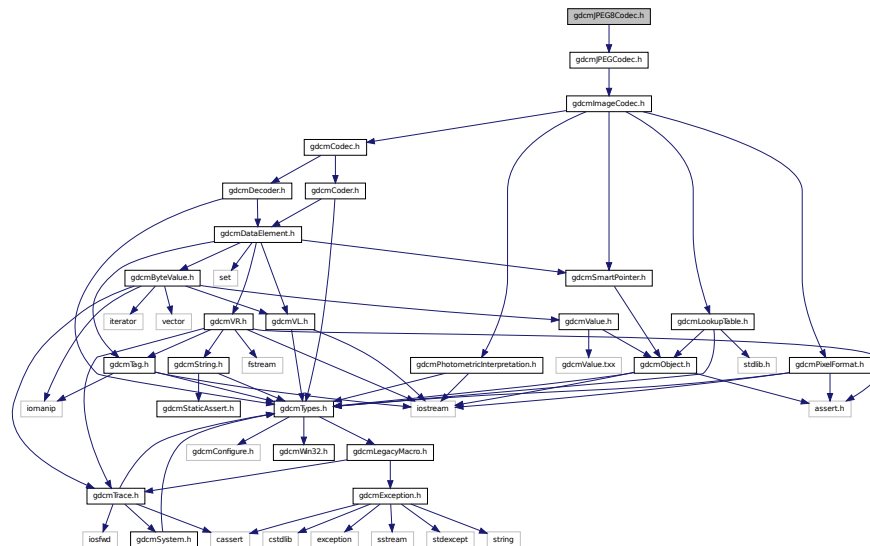 gdcmJPEG8Codec.h
gdcmJPEGCodec.h
gdcmImageCodec.h
gdcmCodec.h
gdcmDecoder.h
gdcmCoder.h
gdcmDataElement.h
gdcmByteValue.h
set
gdcmSmartPointer.h
iterator
vector
gdcmVR.h
gdcmVL.h
gdcmValue.h
gdcmLookupTable.h
gdcmTag.h
gdcmString.h
fstream
gdcmPhotometricInterpretation.h
gdcmValue.txx
gdcmObject.h
stdlib.h
gdcmPixelFormat.h
iomanip
gdcmStaticAssert.h
gdcmTypes.h
iostream
assert.h
gdcmConfigure.h
gdcmWin32.h
gdcmLegacyMacro.h
gdcmTrace.h
gdcmException.h
iosfwd
gdcmSystem.h
cassert
cstdlib
exception
sstream
stdexcept
string